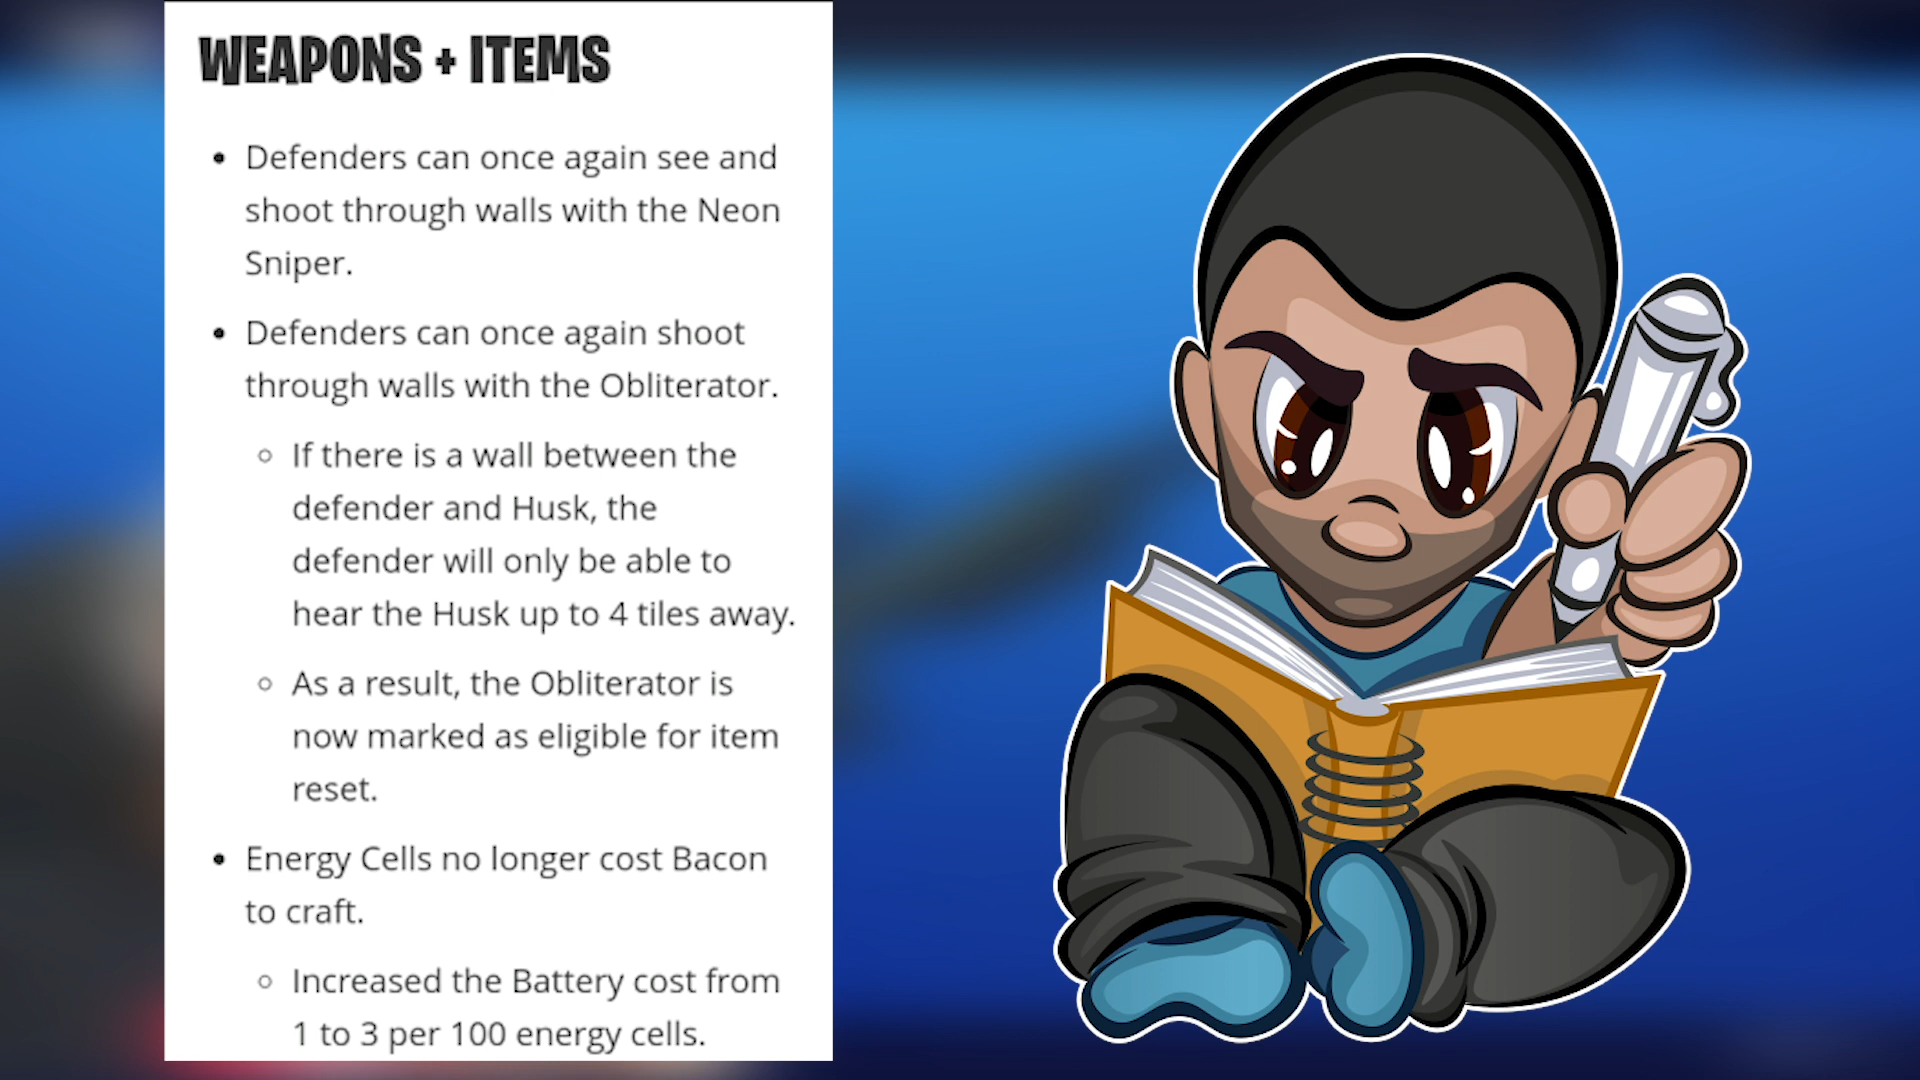 WEAPONS + ITEMS
• Defenders can once again see and
shoot through walls with the Neon
Sniper.
• Defenders can once again shoot
through walls with the Obliterator.
○ If there is a wall between the
defender and Husk, the
defender will only be able to
hear the Husk up to 4 tiles away.
○ As a result, the Obliterator is
now marked as eligible for item
reset.
• Energy Cells no longer cost Bacon
to craft.
○ Increased the Battery cost from
1 to 3 per 100 energy cells.